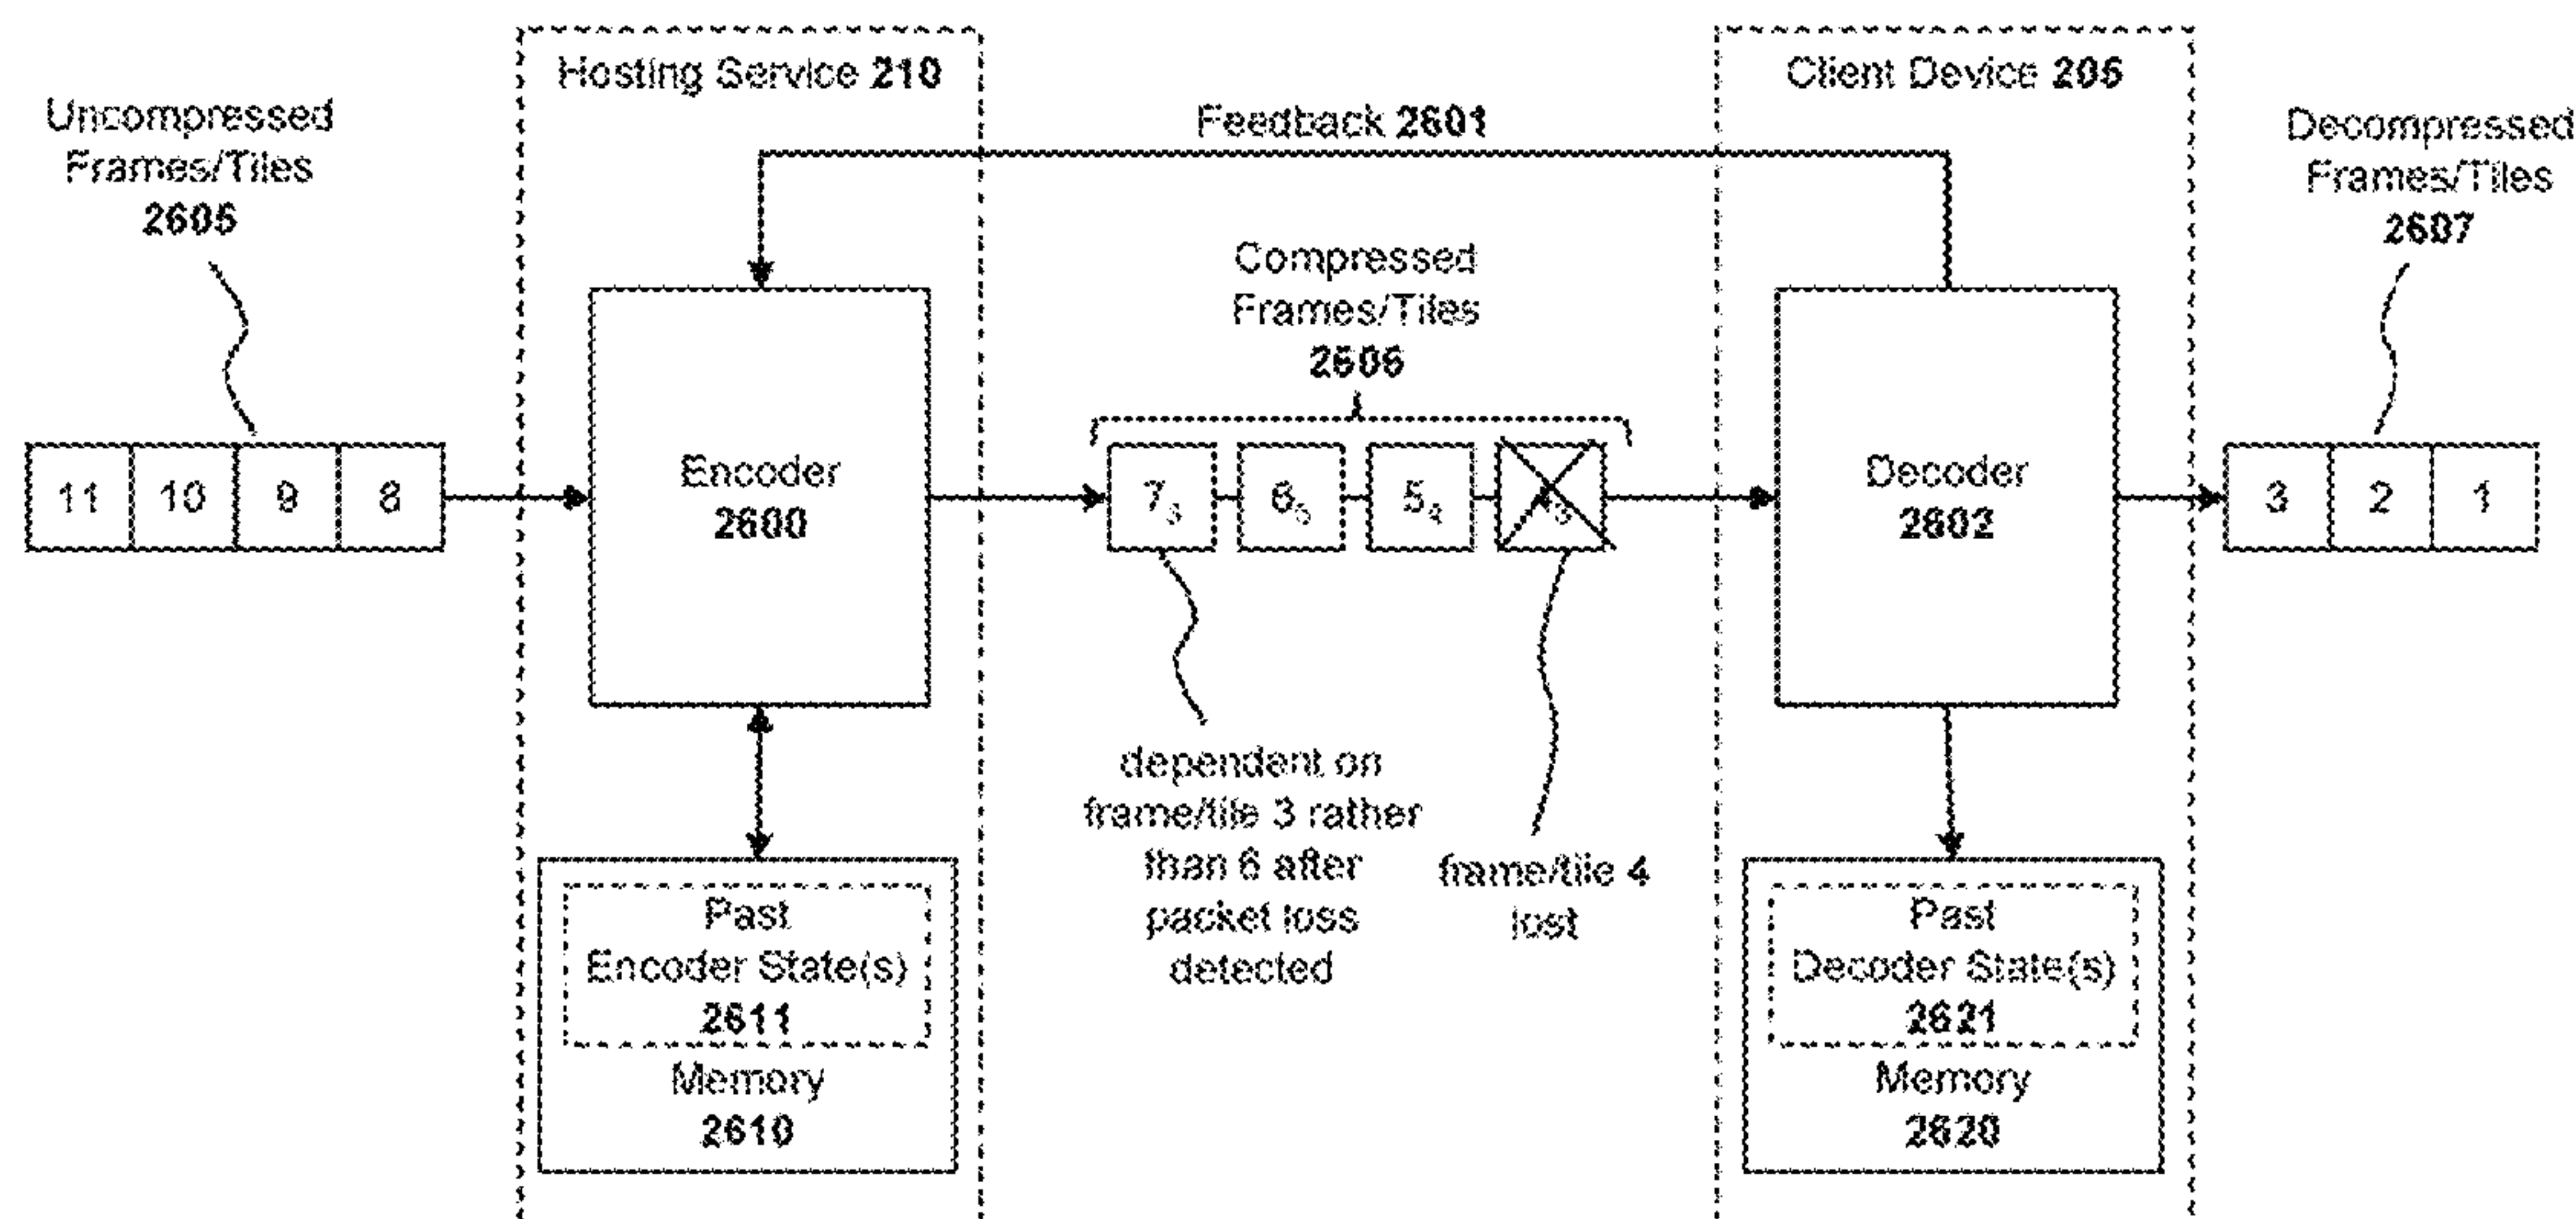 Hosting Service 210
Client Device 205
Uncompressed
Frames/Tiles
2605
Feedback 2601
Decompressed
Frames/Tiles
2607
Compressed
Frames/Tiles
2606
11 10 9 8
Encoder
2600
7₃ 6₅ 5₄
Decoder
2602
3 2 1
dependent on
frame/tile 3 rather
than 6 after
packet loss
detected
frame/tile 4
lost
Past
Encoder State(s)
2611
Memory
2610
Past
Decoder State(s)
2621
Memory
2620